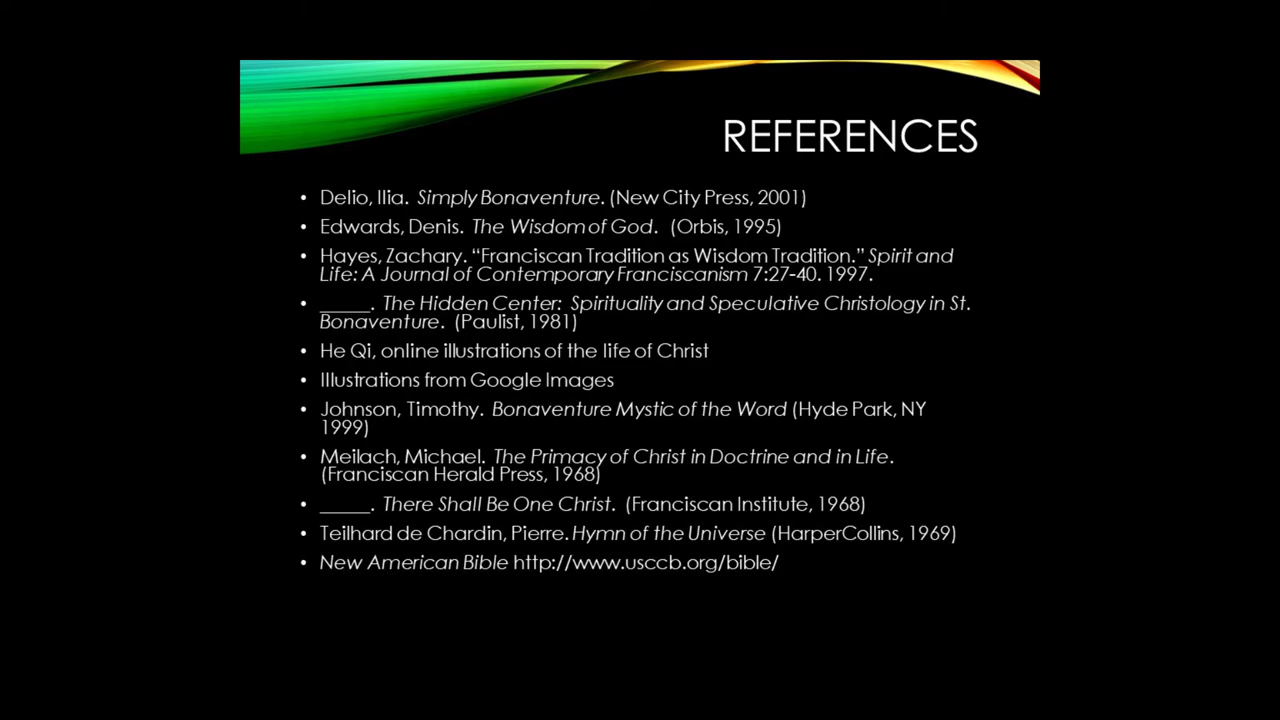 REFERENCES
• Delio, Ilia. Simply Bonaventure. (New City Press, 2001)
• Edwards, Denis. The Wisdom of God. (Orbis, 1995)
• Hayes, Zachary. “Franciscan Tradition as Wisdom Tradition.” Spirit and
Life: A Journal of Contemporary Franciscanism 7:27-40. 1997.
• _____. The Hidden Center: Spirituality and Speculative Christology in St.
Bonaventure. (Paulist, 1981)
• He Qi, online illustrations of the life of Christ
• Illustrations from Google Images
• Johnson, Timothy. Bonaventure Mystic of the Word (Hyde Park, NY
1999)
• Meilach, Michael. The Primacy of Christ in Doctrine and in Life.
(Franciscan Herald Press, 1968)
• _____. There Shall Be One Christ. (Franciscan Institute, 1968)
• Teilhard de Chardin, Pierre. Hymn of the Universe (HarperCollins, 1969)
• New American Bible http://www.usccb.org/bible/